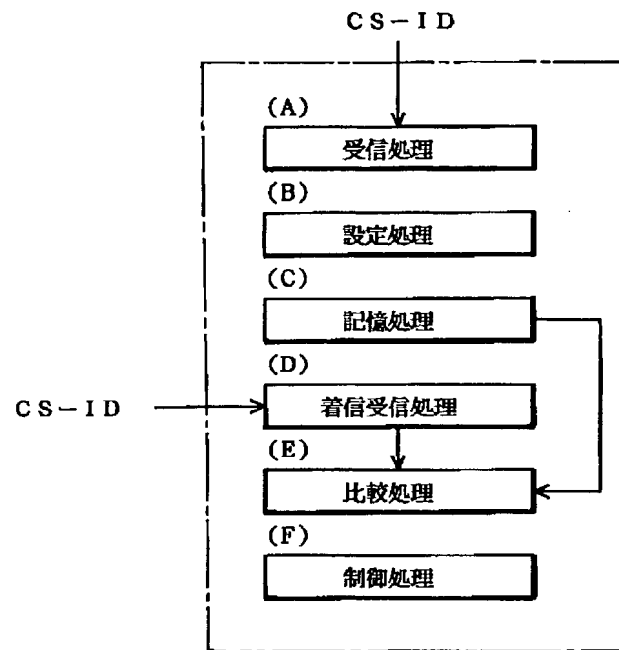 CS-ID
(A)
受信処理
(B)
設定処理
(C)
記憶処理
(D)
CS-ID
着信受信処理
(E)
比較処理
(F)
制御処理